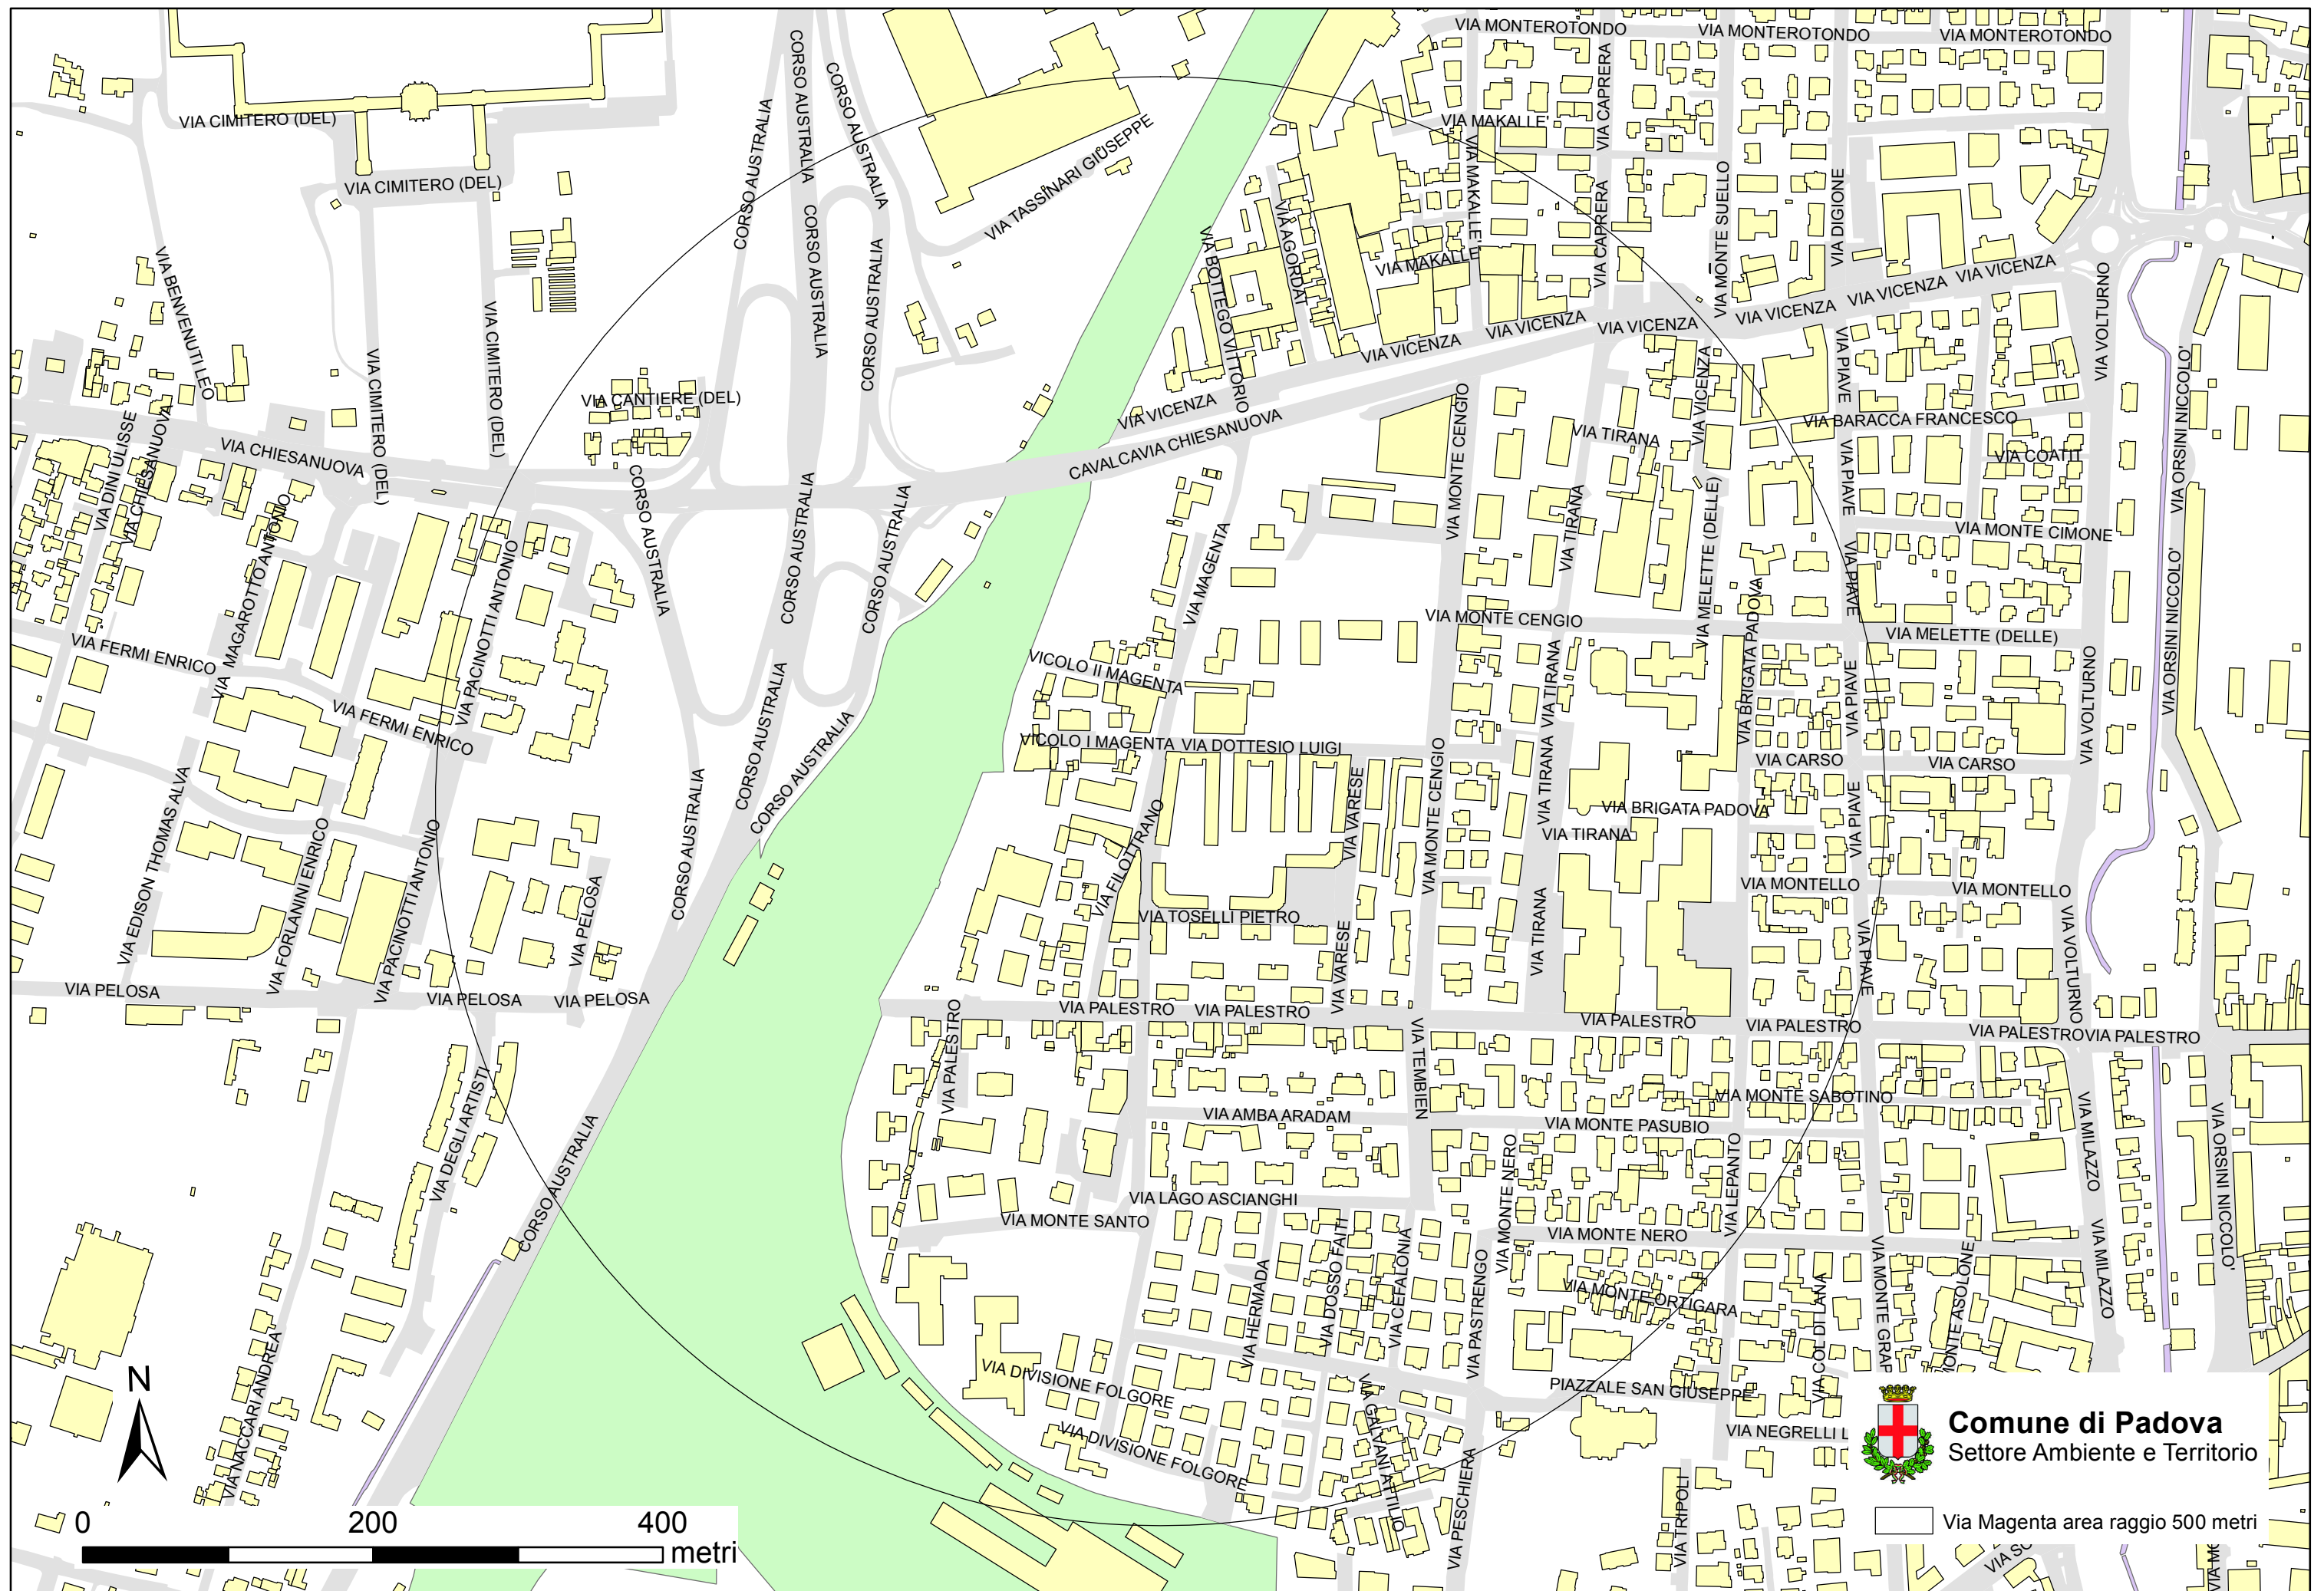 VIA MONTEROTONDO
VIA MONTEROTONDO
VIA MONTEROTONDO
CORSO AUSTRALIA
CORSO AUSTRALIA
CORSO AUSTRALIA
VIA CAPRERA
VIA CIMITERO (DEL)
VIA MAKALLE'
VIA TASSINARI GIUSEPPE
VIA CIMITERO (DEL)
VIA MAKALLE'
VIA CAPRERA
VIA MONTE SUELLO
VIA DIGIONE
CORSO AUSTRALIA
CORSO AUSTRALIA
VIA BOTTEGO VITTORIO
VIA AGORDAT
VIA MAKALLE'
VIA BENVENUTI LEO
VIA VICENZA
VIA VICENZA
VIA VICENZA
VIA VICENZA
VIA VICENZA
VIA VICENZA
VIA VICENZA
VIA VOLTURNO
VIA CIMITERO (DEL)
VIA CIMITERO (DEL)
VIA CANTIERE (DEL)
VIA PIAVE
VIA ORSINI NICCOLO'
VIA VICENZA
VIA MONTE CENGIO
VIA BARACCA FRANCESCO
VIA DINI ULISSE
VIA CHIESANUOVA
VIA CHIESANUOVA
CAVALCAVIA CHIESANUOVA
VIA TIRANA
VIA COATIT
VIA PIAVE
VIA MAGAROTTO ANTONIO
CORSO AUSTRALIA
CORSO AUSTRALIA
CORSO AUSTRALIA
VIA MAGENTA
VIA TIRANA
VIA MELETTE (DELLE)
VIA MONTE CIMONE
VIA PACINOTTI ANTONIO
VIA PIAVE
VIA BRIGATA PADOVA
VIA ORSINI NICCOLO'
VIA MONTE CENGIO
VIA MELETTE (DELLE)
VIA FERMI ENRICO
VIA FERMI ENRICO
VICOLO II MAGENTA
VIA TIRANA
VIA PIAVE
VIA VOLTURNO
CORSO AUSTRALIA
CORSO AUSTRALIA
CORSO AUSTRALIA
VICOLO I MAGENTA
VIA DOTTESIO LUIGI
VIA TIRANA
VIA CARSO
VIA CARSO
VIA EDISON THOMAS ALVA
VIA FORLANINI ENRICO
VIA PACINOTTI ANTONIO
VIA FILOTTRANO
VIA VARESE
VIA MONTE CENGIO
VIA BRIGATA PADOVA
VIA TIRANA
VIA PIAVE
VIA MONTELLO
VIA MONTELLO
VIA PELOSA
VIA TOSELLI PIETRO
VIA VARESE
VIA TIRANA
VIA PIAVE
VIA VOLTURNO
VIA PELOSA
VIA PELOSA
VIA PELOSA
VIA PALESTRO
VIA PALESTRO
VIA PALESTRO
VIA PALESTRO
VIA PALESTRO
VIA PALESTRO
VIA PALESTRO
VIA TEMBIEN
VIA DEGLI ARTISTI
VIA AMBA ARADAM
VIA MONTE SABOTINO
VIA MONTE PASUBIO
VIA MILAZZO
VIA ORSINI NICCOLO'
CORSO AUSTRALIA
VIA LAGO ASCIANGHI
VIA MONTE SANTO
VIA MONTE NERO
VIA LEPANTO
VIA MONTE NERO
VIA MILAZZO
VIA HERMADA
VIA DOSSO FAITI
VIA CEFALONIA
VIA PASTRENGO
VIA MONTE ORTIGARA
VIA COL DI LANA
VIA MONTE GRAP
MONTE ASOLONE
VIA NACCARI ANDREA
VIA DIVISIONE FOLGORE
VIA DIVISIONE FOLGORE
VIA GALVANI ATTILIO
PIAZZALE SAN GIUSEPPE
VIA NEGRELLI L
VIA PESCHIERA
VIA TRIPOLI
N
0 200 400
metri
Comune di Padova
Settore Ambiente e Territorio
Via Magenta area raggio 500 metri